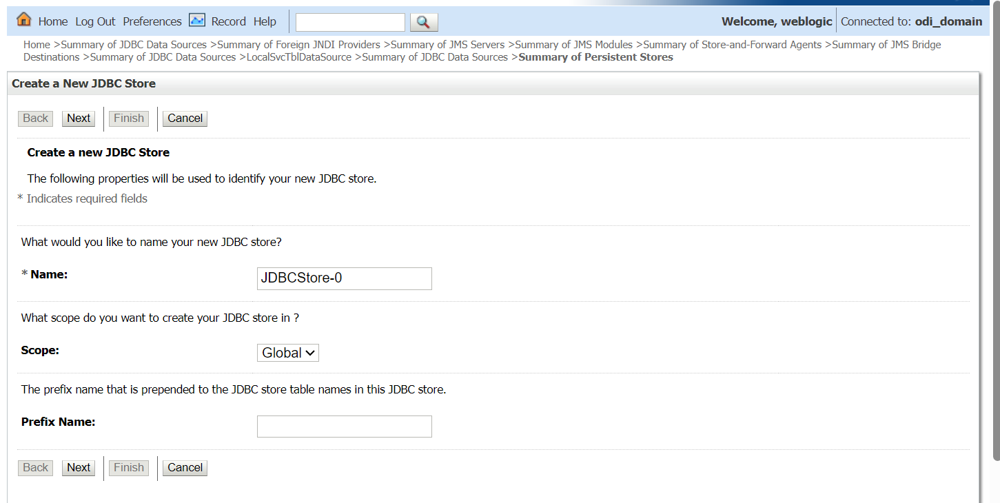 Home Log Out Preferences Record Help Welcome, weblogic Connected to: odi_domain
Home >Summary of JDBC Data Sources >Summary of Foreign JNDI Providers >Summary of JMS Servers >Summary of JMS Modules >Summary of Store-and-Forward Agents >Summary of JMS Bridge
Destinations >Summary of JDBC Data Sources >LocalSvcTblDataSource >Summary of JDBC Data Sources >Summary of Persistent Stores
Create a New JDBC Store
Back Next Finish Cancel
Create a new JDBC Store
The following properties will be used to identify your new JDBC store.
* Indicates required fields
What would you like to name your new JDBC store?
* Name: JDBCStore-0
What scope do you want to create your JDBC store in ?
Scope: Global
The prefix name that is prepended to the JDBC store table names in this JDBC store.
Prefix Name:
Back Next Finish Cancel